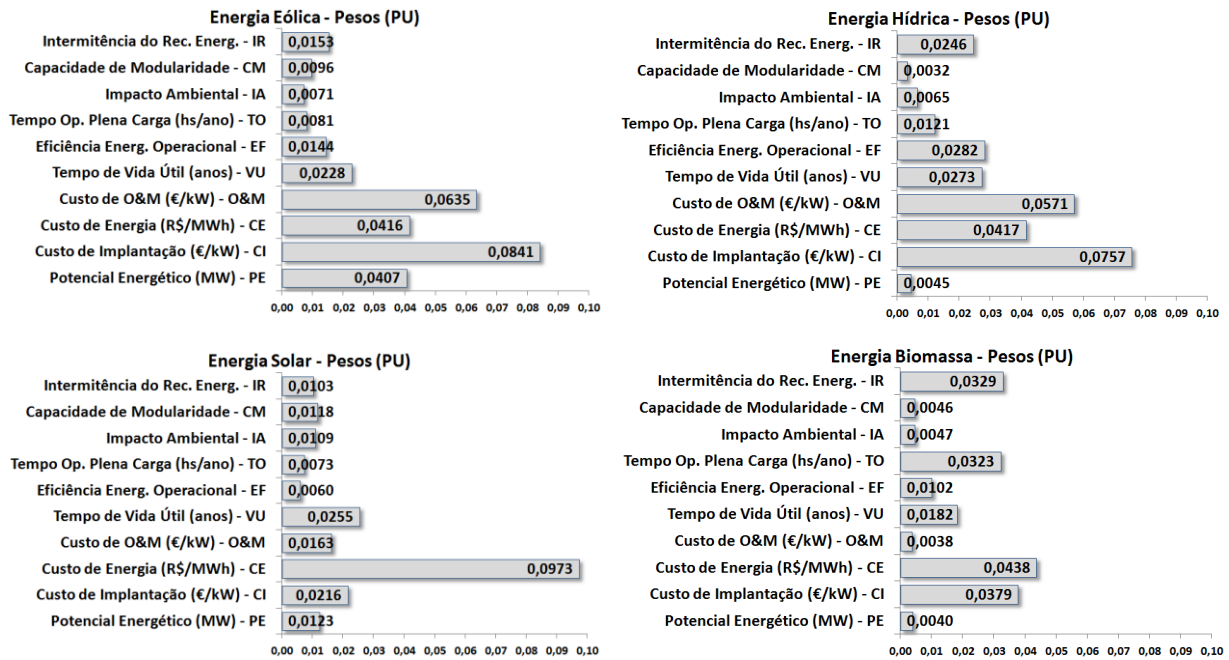 Energia Eólica - Pesos (PU)
Intermitência do Rec. Energ. - IR 0,0153
Capacidade de Modularidade - CM 0,0096
Impacto Ambiental - IA 0,0071
Tempo Op. Plena Carga (hs/ano) - TO 0,0081
Eficiência Energ. Operacional - EF 0,0144
Tempo de Vida Útil (anos) - VU 0,0228
Custo de O&M (€/kW) - O&M 0,0635
Custo de Energia (R$/MWh) - CE 0,0416
Custo de Implantação (€/kW) - CI 0,0841
Potencial Energético (MW) - PE 0,0407
0,00 0,01 0,02 0,03 0,04 0,05 0,06 0,07 0,08 0,09 0,10
Energia Hídrica - Pesos (PU)
Intermitência do Rec. Energ. - IR 0,0246
Capacidade de Modularidade - CM 0,0032
Impacto Ambiental - IA 0,0065
Tempo Op. Plena Carga (hs/ano) - TO 0,0121
Eficiência Energ. Operacional - EF 0,0282
Tempo de Vida Útil (anos) - VU 0,0273
Custo de O&M (€/kW) - O&M 0,0571
Custo de Energia (R$/MWh) - CE 0,0417
Custo de Implantação (€/kW) - CI 0,0757
Potencial Energético (MW) - PE 0,0045
0,00 0,01 0,02 0,03 0,04 0,05 0,06 0,07 0,08 0,09 0,10
Energia Solar - Pesos (PU)
Intermitência do Rec. Energ. - IR 0,0103
Capacidade de Modularidade - CM 0,0118
Impacto Ambiental - IA 0,0109
Tempo Op. Plena Carga (hs/ano) - TO 0,0073
Eficiência Energ. Operacional - EF 0,0060
Tempo de Vida Útil (anos) - VU 0,0255
Custo de O&M (€/kW) - O&M 0,0163
Custo de Energia (R$/MWh) - CE 0,0973
Custo de Implantação (€/kW) - CI 0,0216
Potencial Energético (MW) - PE 0,0123
0,00 0,01 0,02 0,03 0,04 0,05 0,06 0,07 0,08 0,09 0,10
Energia Biomassa - Pesos (PU)
Intermitência do Rec. Energ. - IR 0,0329
Capacidade de Modularidade - CM 0,0046
Impacto Ambiental - IA 0,0047
Tempo Op. Plena Carga (hs/ano) - TO 0,0323
Eficiência Energ. Operacional - EF 0,0102
Tempo de Vida Útil (anos) - VU 0,0182
Custo de O&M (€/kW) - O&M 0,0038
Custo de Energia (R$/MWh) - CE 0,0438
Custo de Implantação (€/kW) - CI 0,0379
Potencial Energético (MW) - PE 0,0040
0,00 0,01 0,02 0,03 0,04 0,05 0,06 0,07 0,08 0,09 0,10